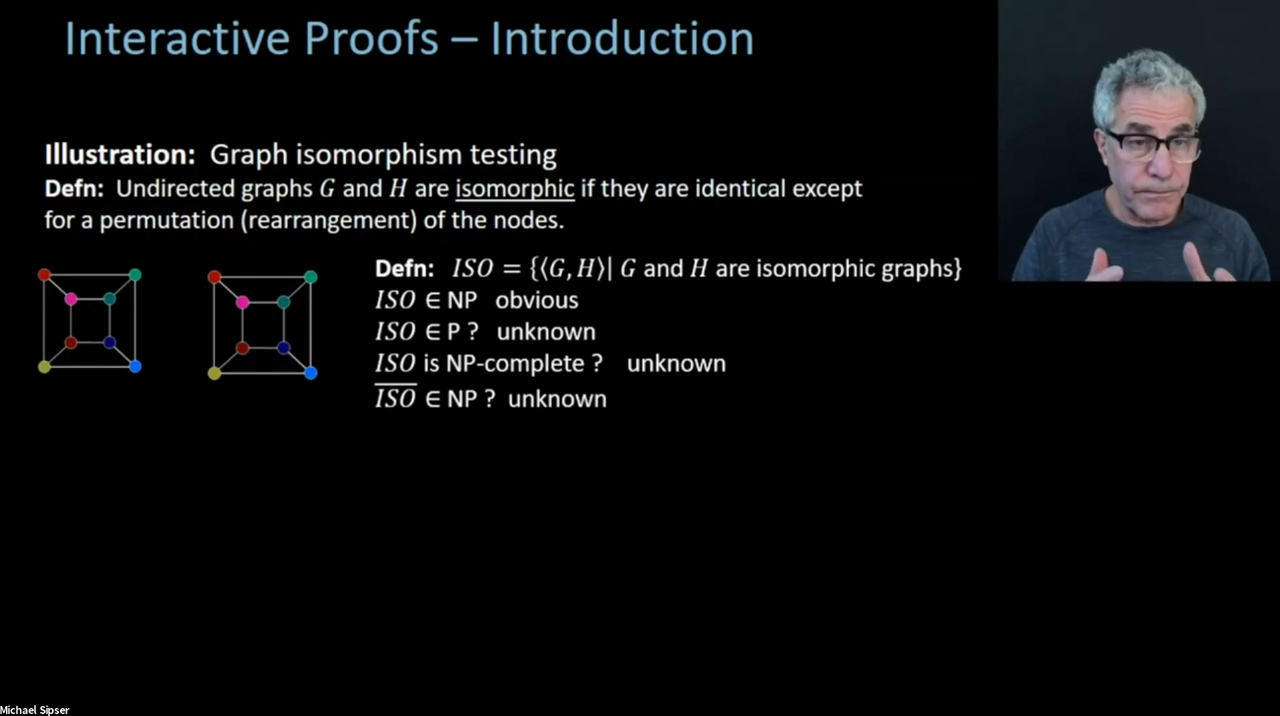 Interactive Proofs – Introduction
Illustration: Graph isomorphism testing
Defn: Undirected graphs 𝐺 and 𝐻 are isomorphic if they are identical except
for a permutation (rearrangement) of the nodes.
Defn: 𝐼𝑆𝑂 = {⟨𝐺, 𝐻⟩| 𝐺 and 𝐻 are isomorphic graphs}
𝐼𝑆𝑂 ∈ NP obvious
𝐼𝑆𝑂 ∈ P ? unknown
𝐼𝑆𝑂 is NP-complete ? unknown
\overline{𝐼𝑆𝑂} ∈ NP ? unknown
Michael Sipser